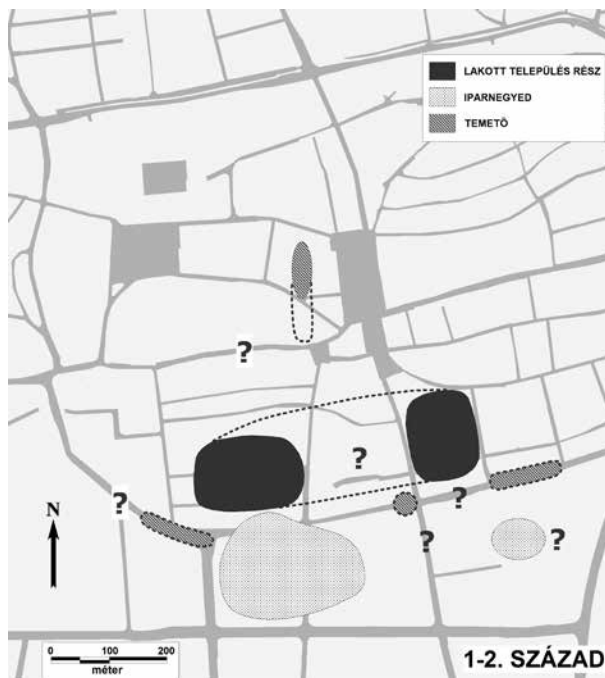 LAKOTT TELEPÜLÉS RÉSZ
IPARNEGYED
TEMETŐ
?
?
?
?
?
?
N
0 100 200
méter
1-2. SZÁZAD